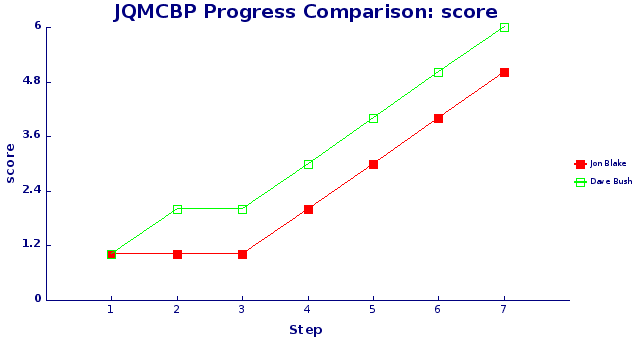 JQMCBP Progress Comparison: score
6
4.8
3.6
2.4
1.2
0
score
1 2 3 4 5 6 7
Step
Jon Blake
Dave Bush